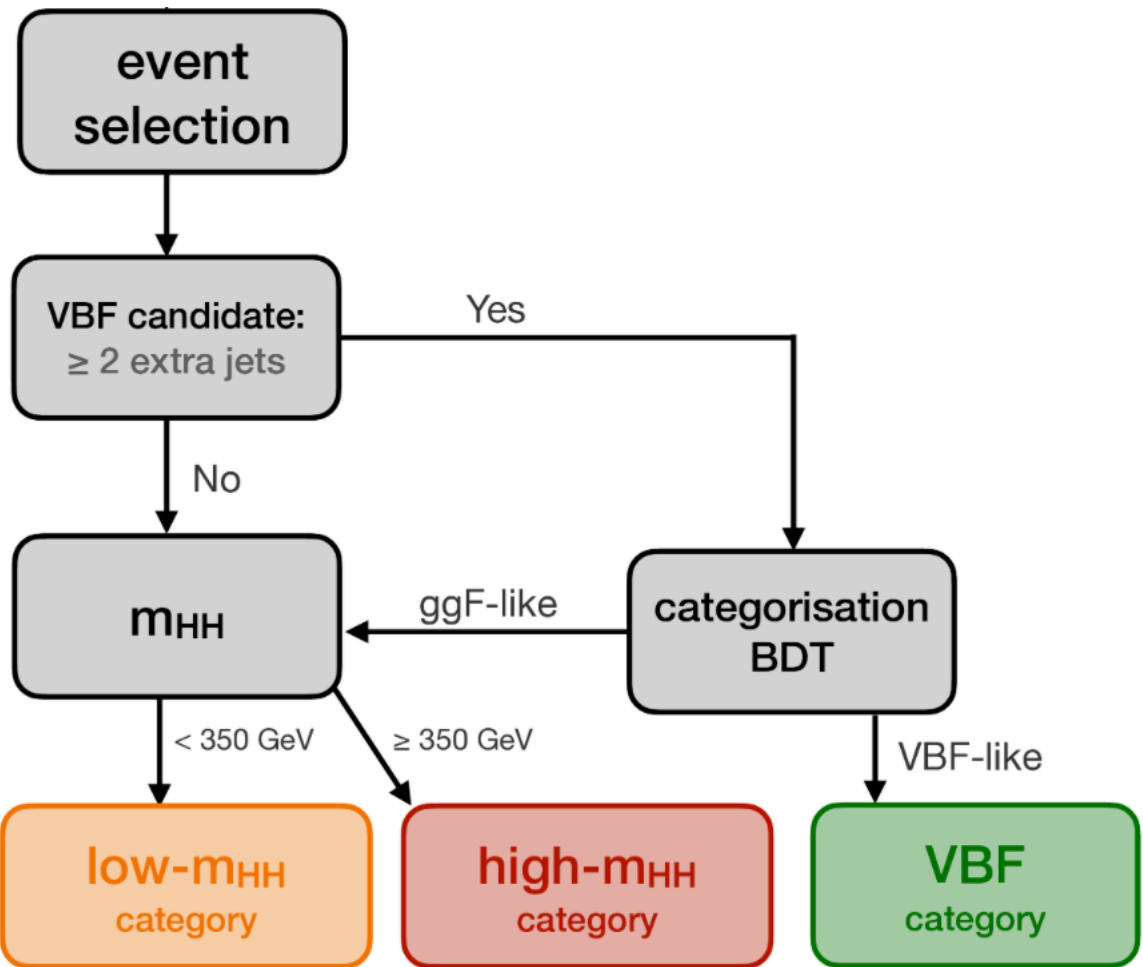 event
selection
VBF candidate:
≥ 2 extra jets
Yes
No
mHH
ggF-like
categorisation
BDT
< 350 GeV
≥ 350 GeV
VBF-like
low-mHH
category
high-mHH
category
VBF
category